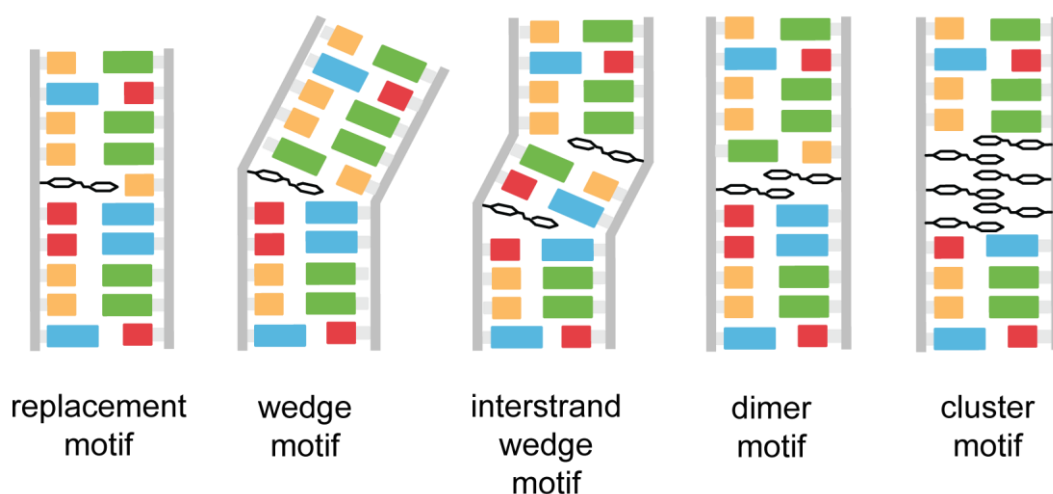 replacement
motif
wedge
motif
interstrand
wedge
motif
dimer
motif
cluster
motif